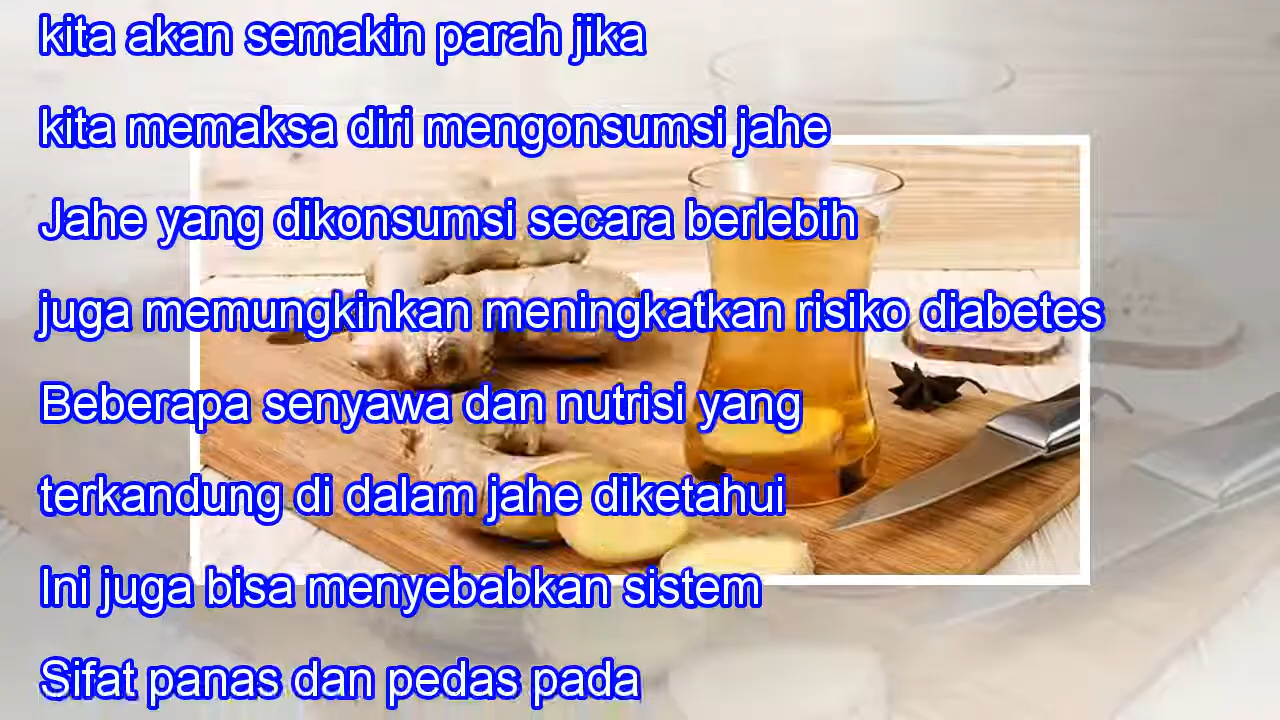 kita akan semakin parah jika
kita memaksa diri mengonsumsi jahe
Jahe yang dikonsumsi secara berlebih
juga memungkinkan meningkatkan risiko diabetes
Beberapa senyawa dan nutrisi yang
terkandung di dalam jahe diketahui
Ini juga bisa menyebabkan sistem
Sifat panas dan pedas pada